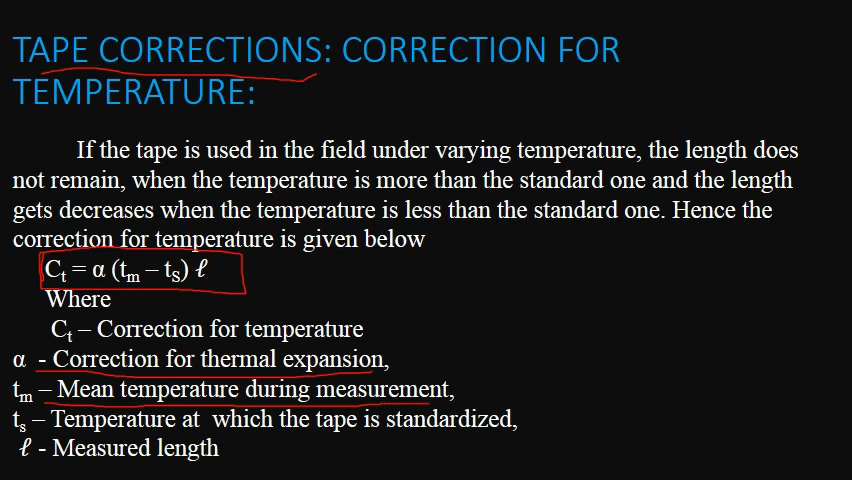 TAPE CORRECTIONS: CORRECTION FOR
TEMPERATURE:
If the tape is used in the field under varying temperature, the length does
not remain, when the temperature is more than the standard one and the length
gets decreases when the temperature is less than the standard one. Hence the
correction for temperature is given below
Cₜ = α (tₘ – tₛ) ℓ
Where
Cₜ – Correction for temperature
α - Correction for thermal expansion,
tₘ – Mean temperature during measurement,
tₛ – Temperature at which the tape is standardized,
ℓ - Measured length